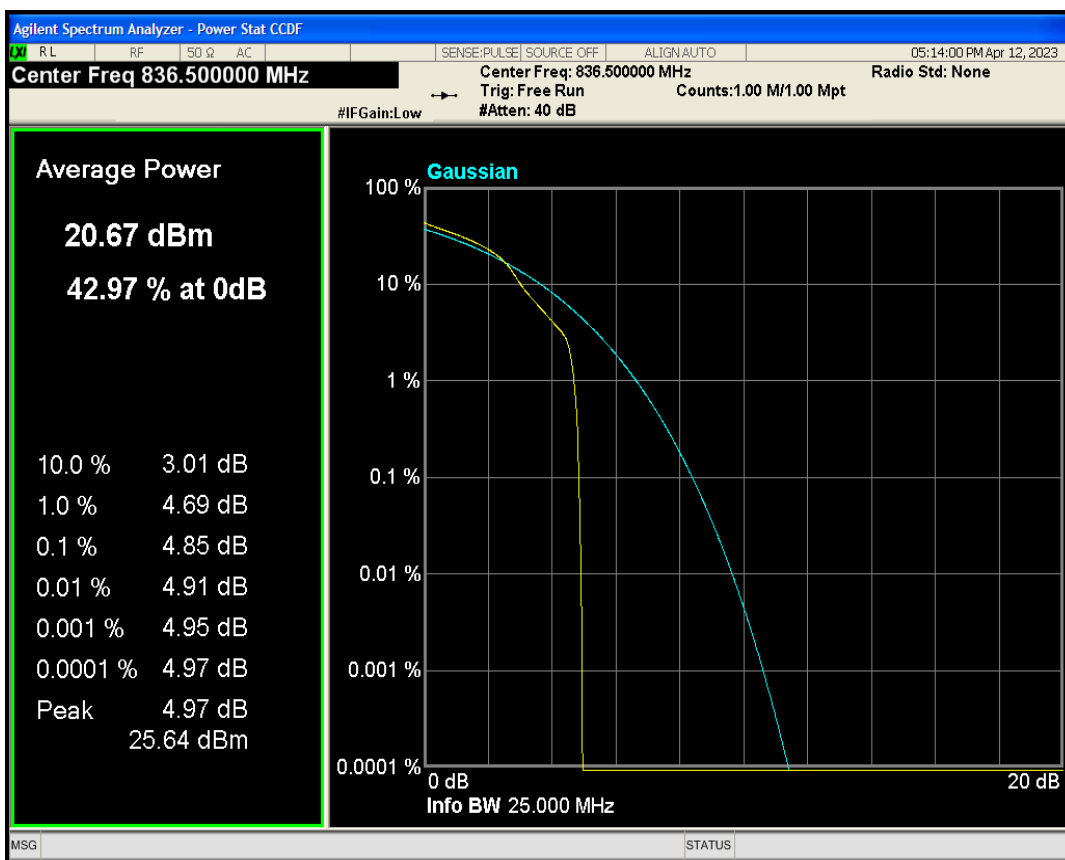 Agilent Spectrum Analyzer - Power Stat CCDF
LXI RL RF 50 Ω AC SENSE:PULSE SOURCE OFF ALIGN AUTO 05:14:00 PM Apr 12, 2023
Center Freq 836.500000 MHz
Center Freq: 836.500000 MHz Radio Std: None
Trig: Free Run Counts:1.00 M/1.00 Mpt
#IFGain:Low #Atten: 40 dB
Average Power
20.67 dBm
42.97 % at 0dB
10.0 % 3.01 dB
1.0 % 4.69 dB
0.1 % 4.85 dB
0.01 % 4.91 dB
0.001 % 4.95 dB
0.0001 % 4.97 dB
Peak 4.97 dB
25.64 dBm
Gaussian
100 %
10 %
1 %
0.1 %
0.01 %
0.001 %
0.0001 %
0 dB 20 dB
Info BW 25.000 MHz
MSG STATUS